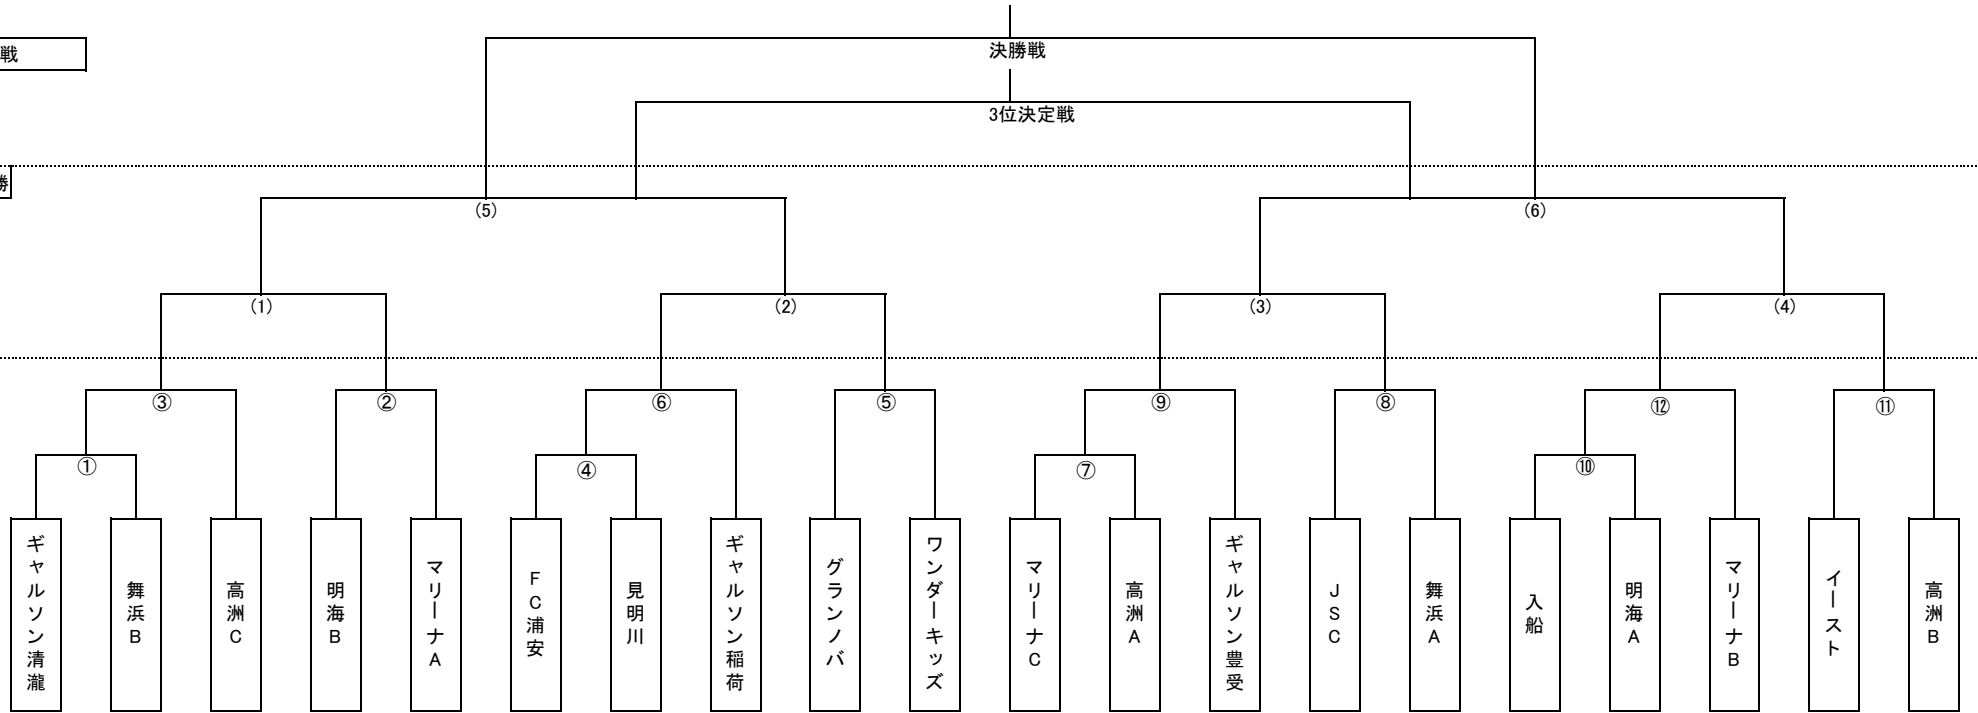 決勝戦
戦
3位決定戦
勝
(5)
(6)
(1)
(2)
(3)
(4)
③
②
⑥
⑤
⑨
⑧
⑫
⑪
①
④
⑦
⑩
ギャルソン清瀧
舞浜B
高洲C
明海B
マリーナA
FC浦安
見明川
ギャルソン稲荷
グランノバ
ワンダーキッズ
マリーナC
高洲A
ギャルソン豊受
JSC
舞浜A
入船
明海A
マリーナB
イースト
高洲B